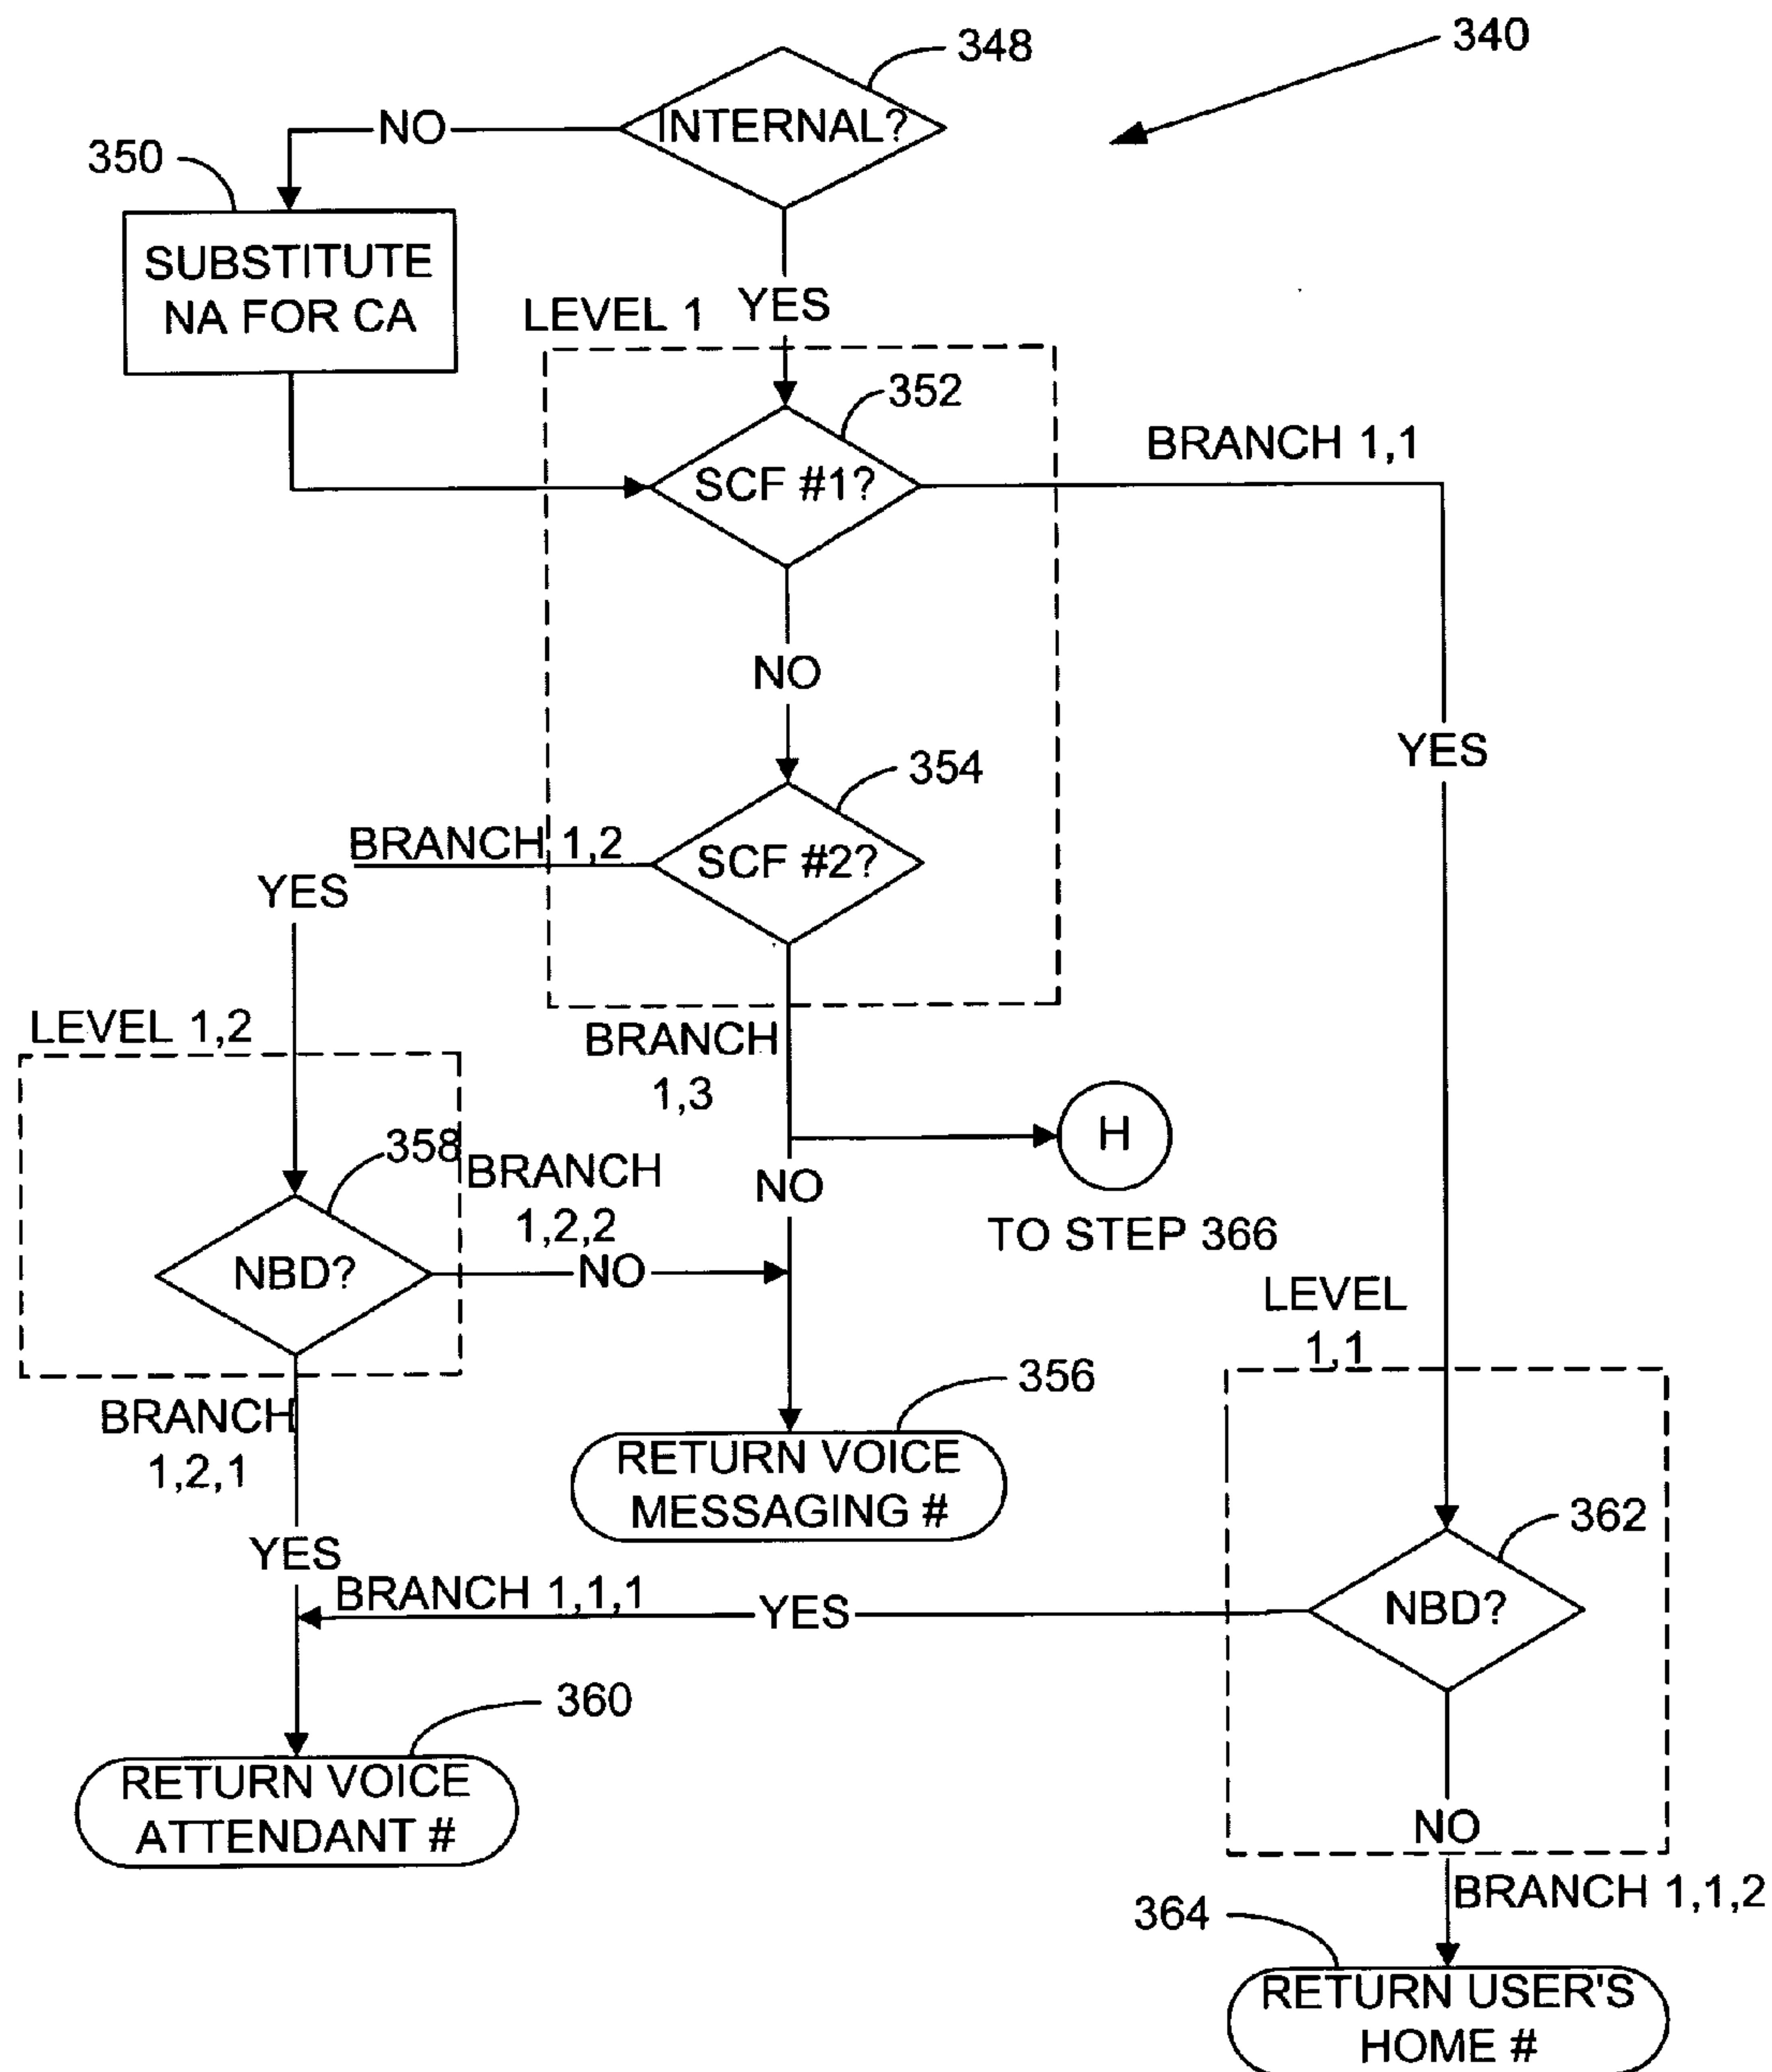 348
340
INTERNAL?
NO
350
SUBSTITUTE
NA FOR CA
YES
LEVEL 1
352
BRANCH 1,1
SCF #1?
NO
YES
354
BRANCH 1,2
SCF #2?
YES
LEVEL 1,2
BRANCH
1,3
H
358
BRANCH
1,2,2
NO
TO STEP 366
NBD?
NO
LEVEL
1,1
356
BRANCH
1,2,1
RETURN VOICE
MESSAGING #
362
YES
BRANCH 1,1,1
YES
NBD?
360
RETURN VOICE
ATTENDANT #
NO
BRANCH 1,1,2
364
RETURN USER'S
HOME #